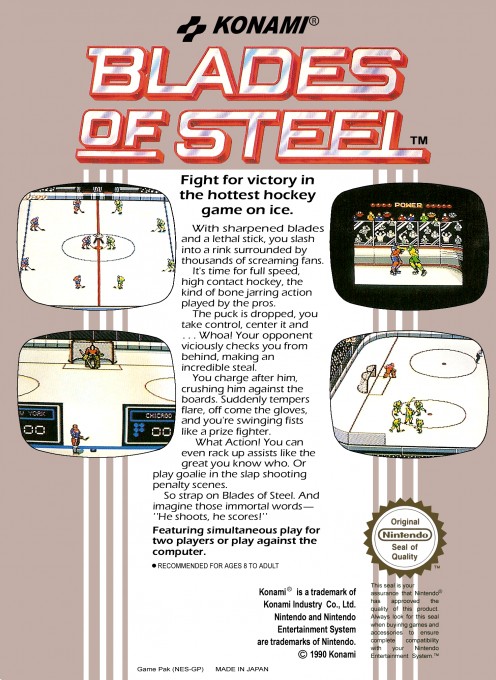 KONAMI®
BLADES
OF STEEL™
Fight for victory in
the hottest hockey
game on ice.
With sharpened blades
and a lethal stick, you slash
into a rink surrounded by
thousands of screaming fans.
It's time for full speed,
high contact hockey, the
kind of bone jarring action
played by the pros.
The puck is dropped, you
take control, center it and
. . . Whoa! Your opponent
viciously checks you from
behind, making an
incredible steal.
You charge after him,
crushing him against the
boards. Suddenly tempers
flare, off come the gloves,
and you're swinging fists
like a prize fighter.
What Action! You can
even rack up assists like the
great you know who. Or
play goalie in the slap shooting
penalty scenes.
So strap on Blades of Steel. And
imagine those immortal words—
"He shoots, he scores!"
Featuring simultaneous play for
two players or play against the
computer.
● RECOMMENDED FOR AGES 8 TO ADULT
POWER
YORK
CHICAGO
00
00
Original
Nintendo
Seal of
Quality
TM
Konami® is a trademark of
Konami Industry Co., Ltd.
Nintendo and Nintendo
Entertainment System
are trademarks of Nintendo.
© 1990 Konami
This seal is your
assurance that Nintendo®
has approved the
quality of this product.
Always look for this seal
when buying games and
accessories to ensure
complete compatibility
with your Nintendo
Entertainment System.™
Game Pak (NES-GP) MADE IN JAPAN